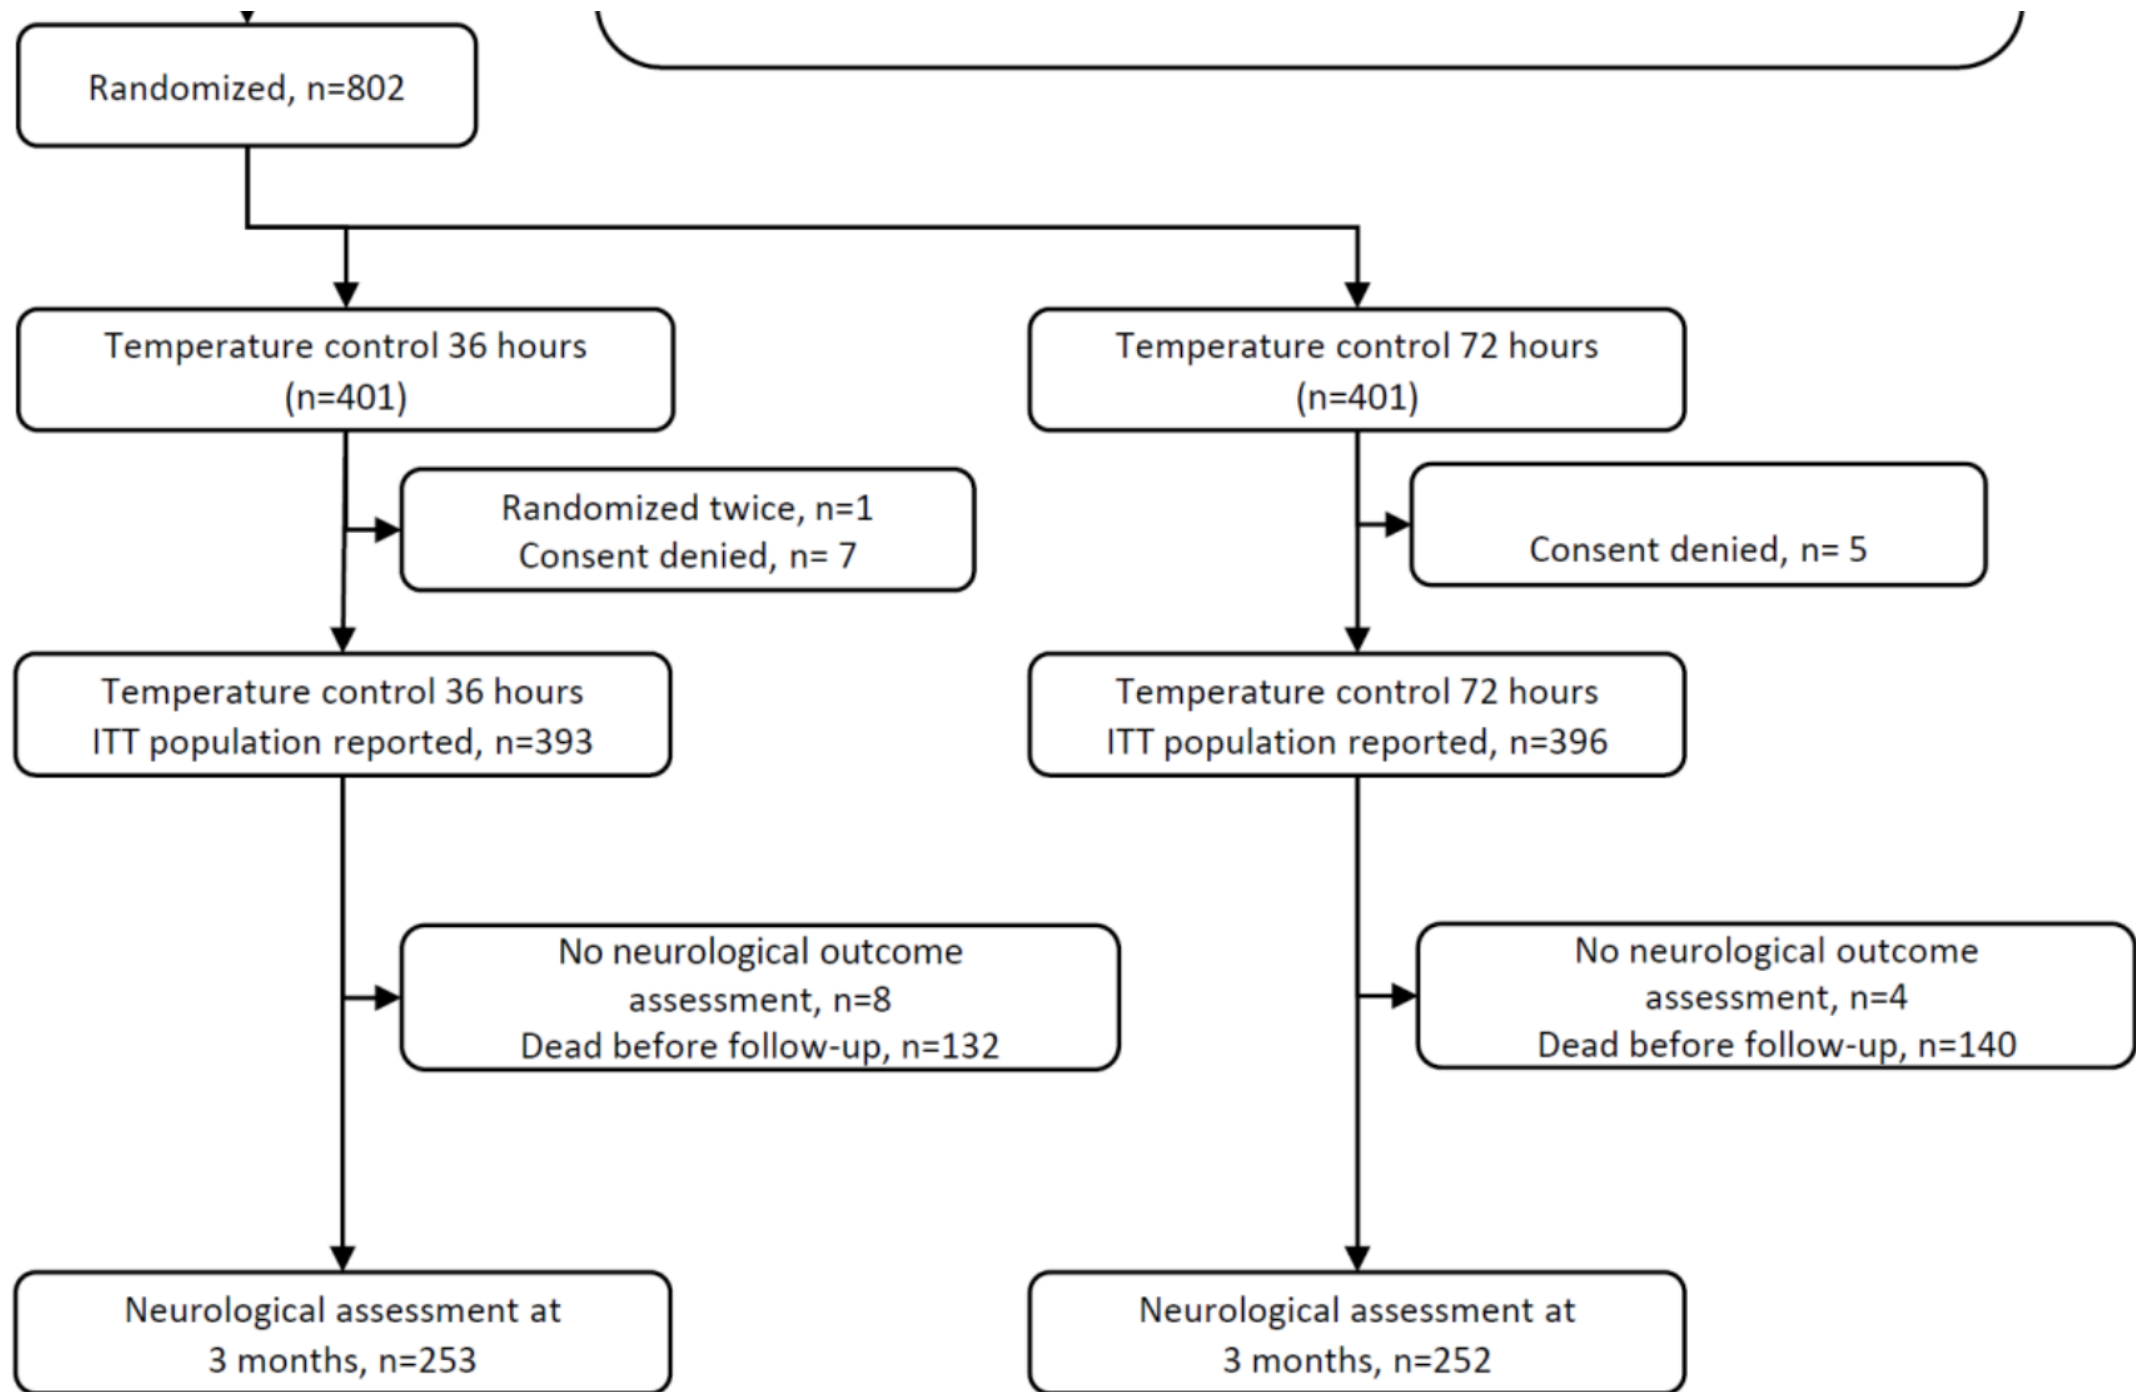 Randomized, n=802
Temperature control 36 hours
(n=401)
Temperature control 72 hours
(n=401)
Randomized twice, n=1
Consent denied, n= 7
Consent denied, n= 5
Temperature control 36 hours
ITT population reported, n=393
Temperature control 72 hours
ITT population reported, n=396
No neurological outcome
assessment, n=8
Dead before follow-up, n=132
No neurological outcome
assessment, n=4
Dead before follow-up, n=140
Neurological assessment at
3 months, n=253
Neurological assessment at
3 months, n=252